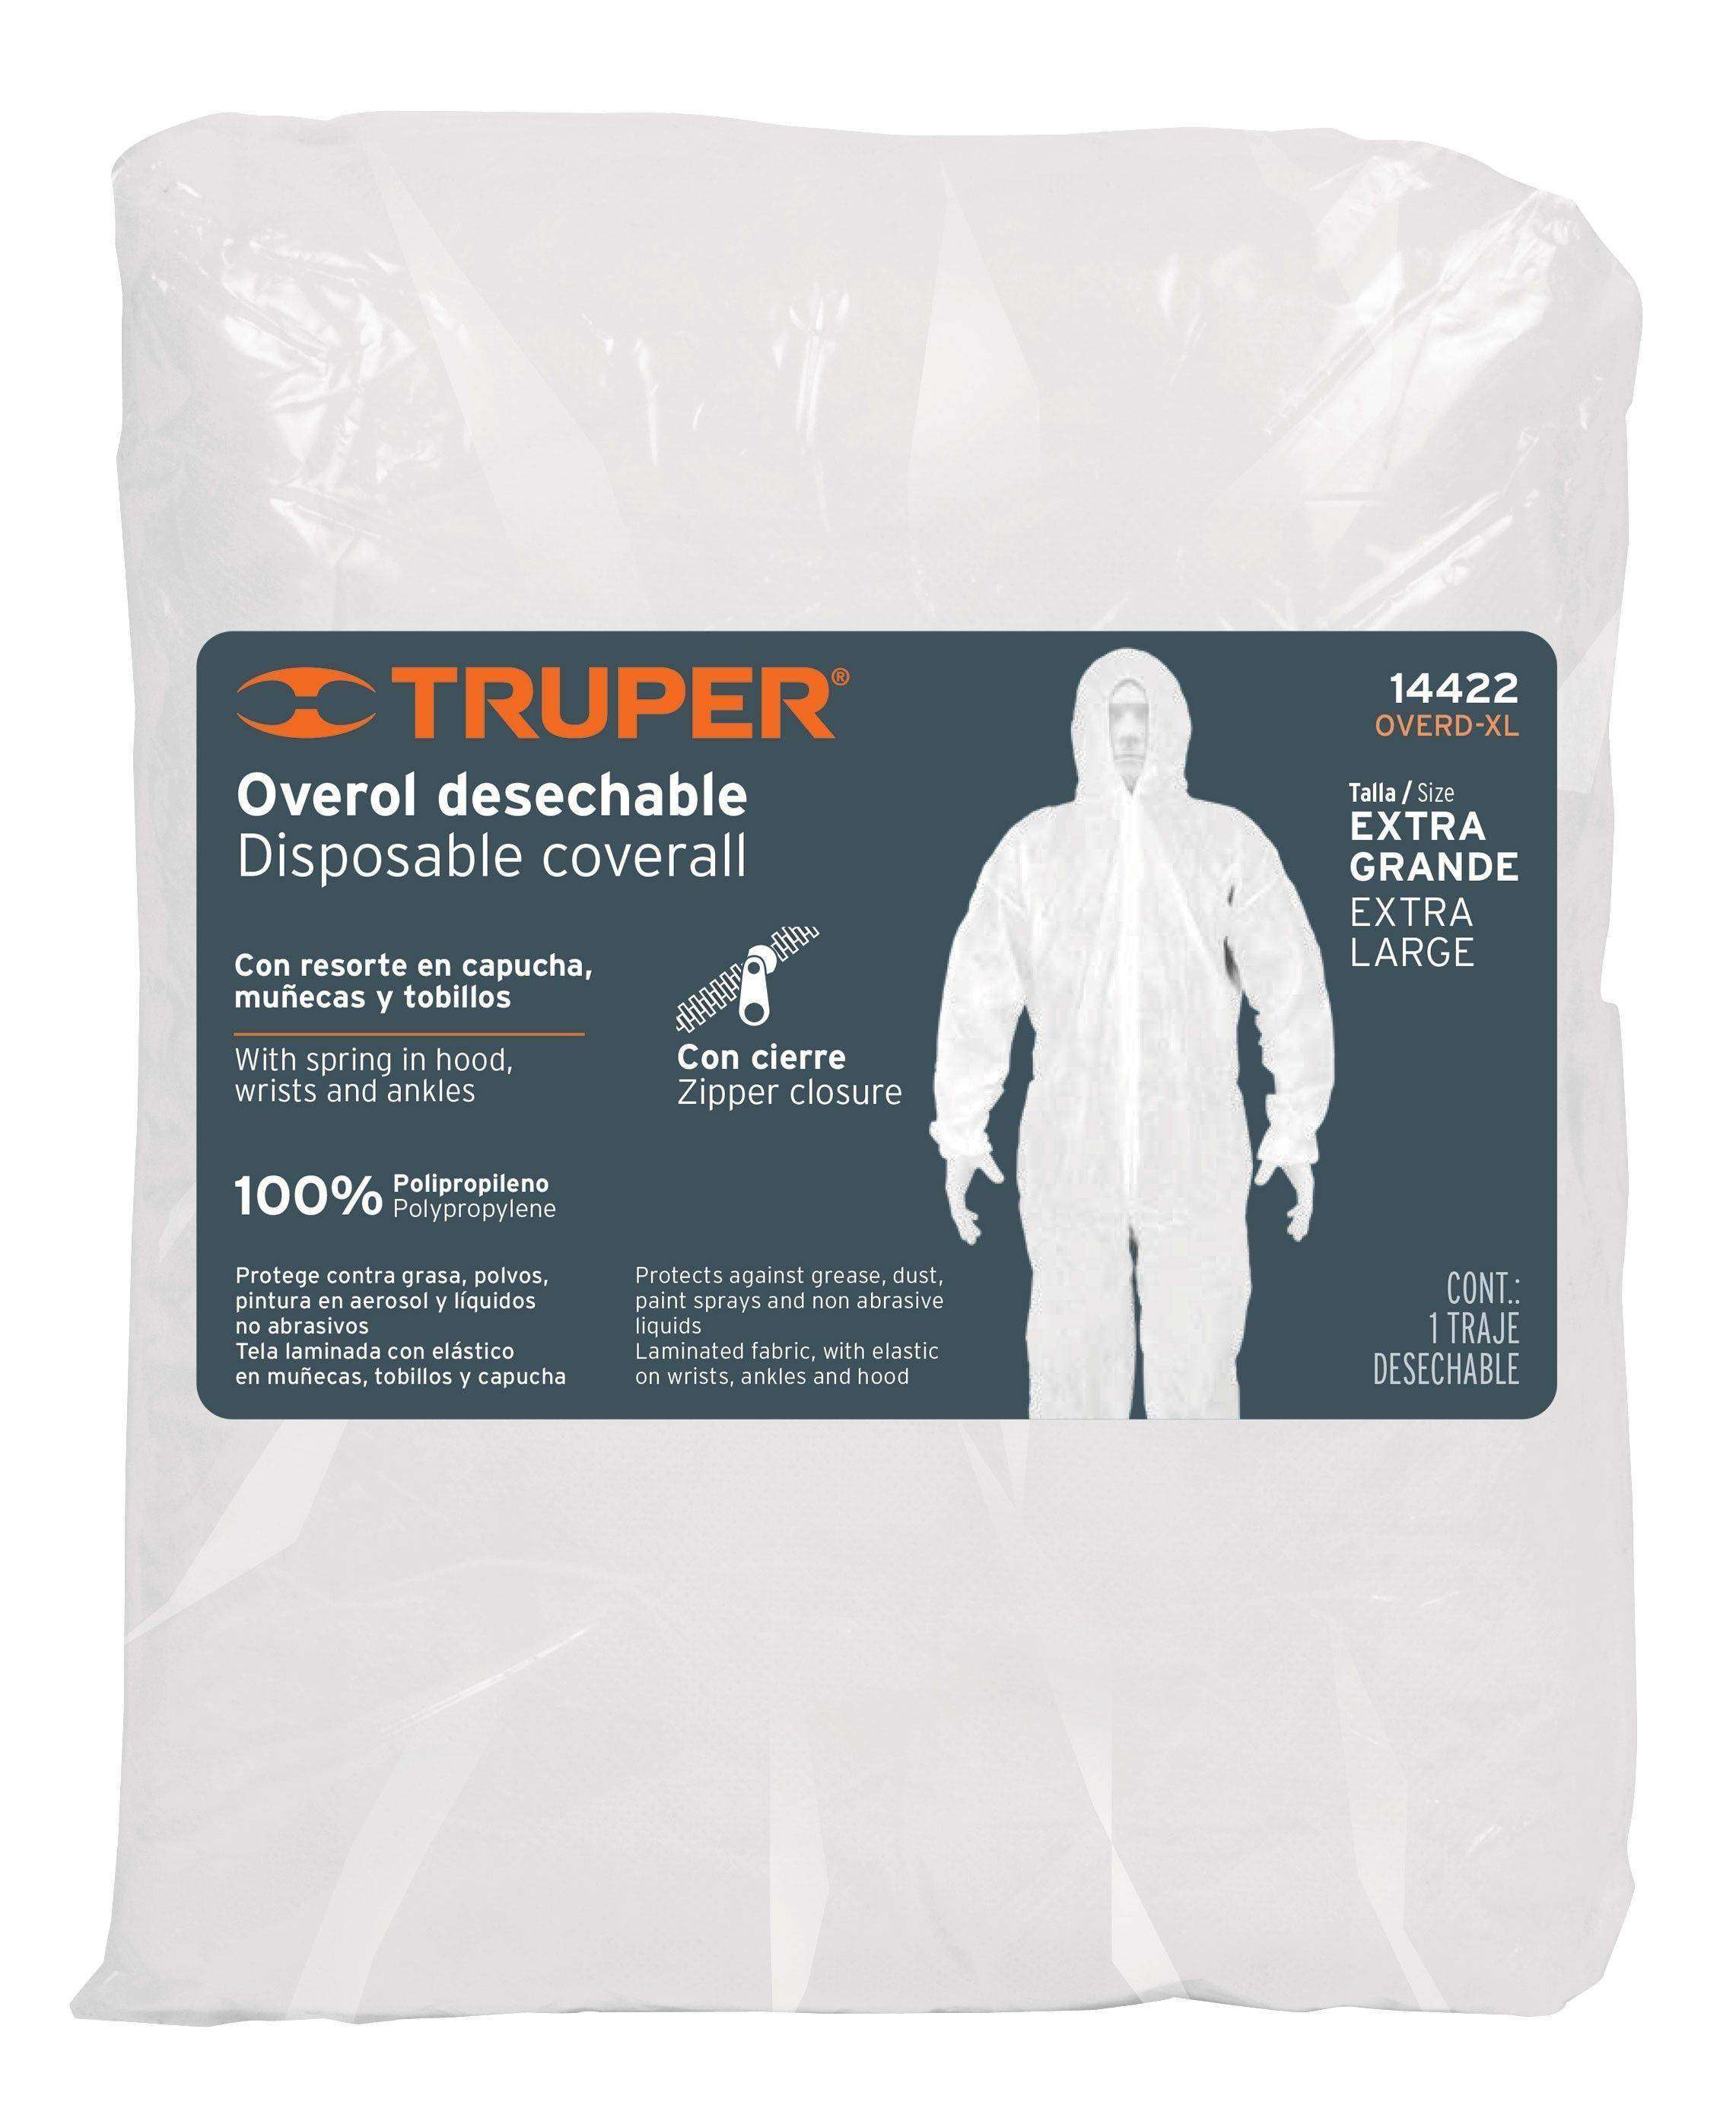 TRUPER®
Overol desechable
Disposable coverall
Con resorte en capucha,
muñecas y tobillos
With spring in hood,
wrists and ankles
Con cierre
Zipper closure
100% Polipropileno
Polypropylene
Protege contra grasa, polvos,
pintura en aerosol y líquidos
no abrasivos
Tela laminada con elástico
en muñecas, tobillos y capucha
Protects against grease, dust,
paint sprays and non abrasive
liquids
Laminated fabric, with elastic
on wrists, ankles and hood
14422
OVERD-XL
Talla / Size
EXTRA
GRANDE
EXTRA
LARGE
CONT.:
1 TRAJE
DESECHABLE